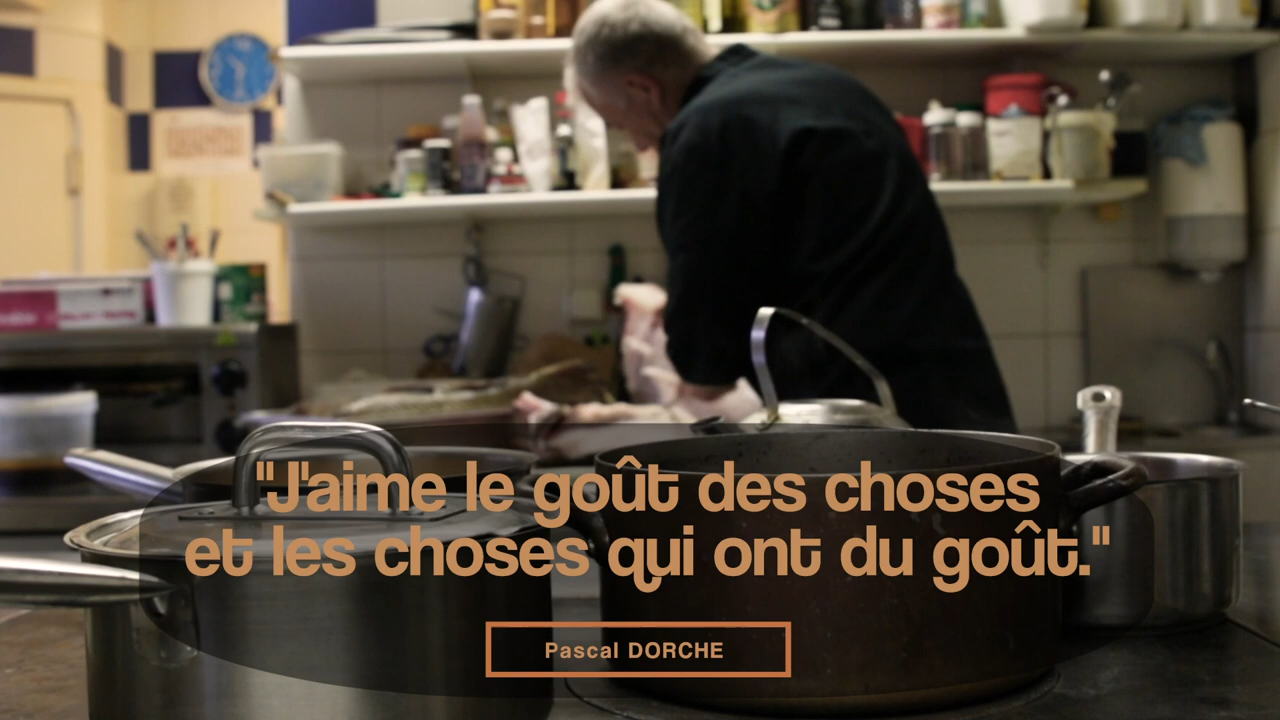 "J'aime le goût des choses
et les choses qui ont du goût."
Pascal DORCHE